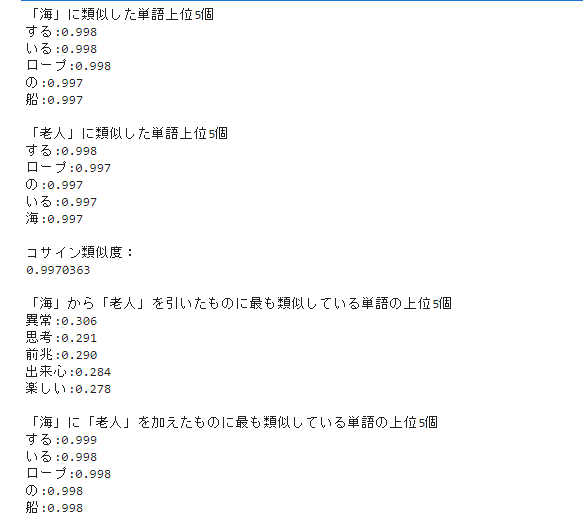 「海」に類似した単語上位5個
する:0.998
いる:0.998
ロープ:0.998
の:0.997
船:0.997
「老人」に類似した単語上位5個
する:0.998
ロープ:0.997
の:0.997
いる:0.997
海:0.997
コサイン類似度：
0.9970363
「海」から「老人」を引いたものに最も類似している単語の上位5個
異常:0.306
思考:0.291
前兆:0.290
出来心:0.284
楽しい:0.278
「海」に「老人」を加えたものに最も類似している単語の上位5個
する:0.999
いる:0.998
ロープ:0.998
の:0.998
船:0.998